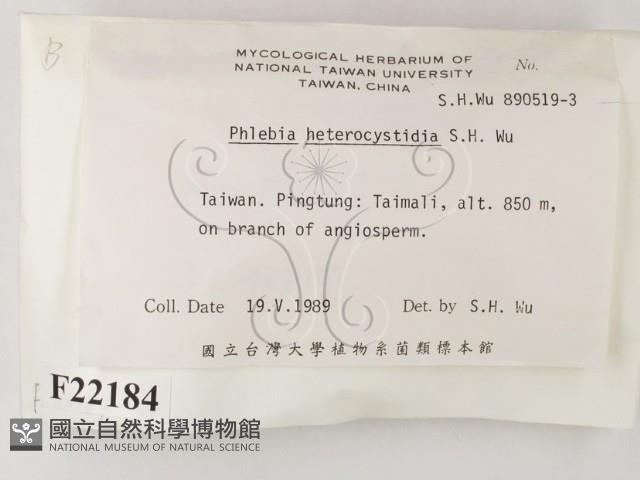 B
MYCOLOGICAL HERBARIUM OF
NATIONAL TAIWAN UNIVERSITY
TAIWAN, CHINA
No.
S.H.Wu 890519-3
Phlebia heterocystidia S.H. Wu
Taiwan. Pingtung: Taimali, alt. 850 m,
on branch of angiosperm.
Coll. Date 19.V.1989 Det. by S.H. Wu
國立台灣大學植物系菌類標本館
F22184
國立自然科學博物館
NATIONAL MUSEUM OF NATURAL SCIENCE